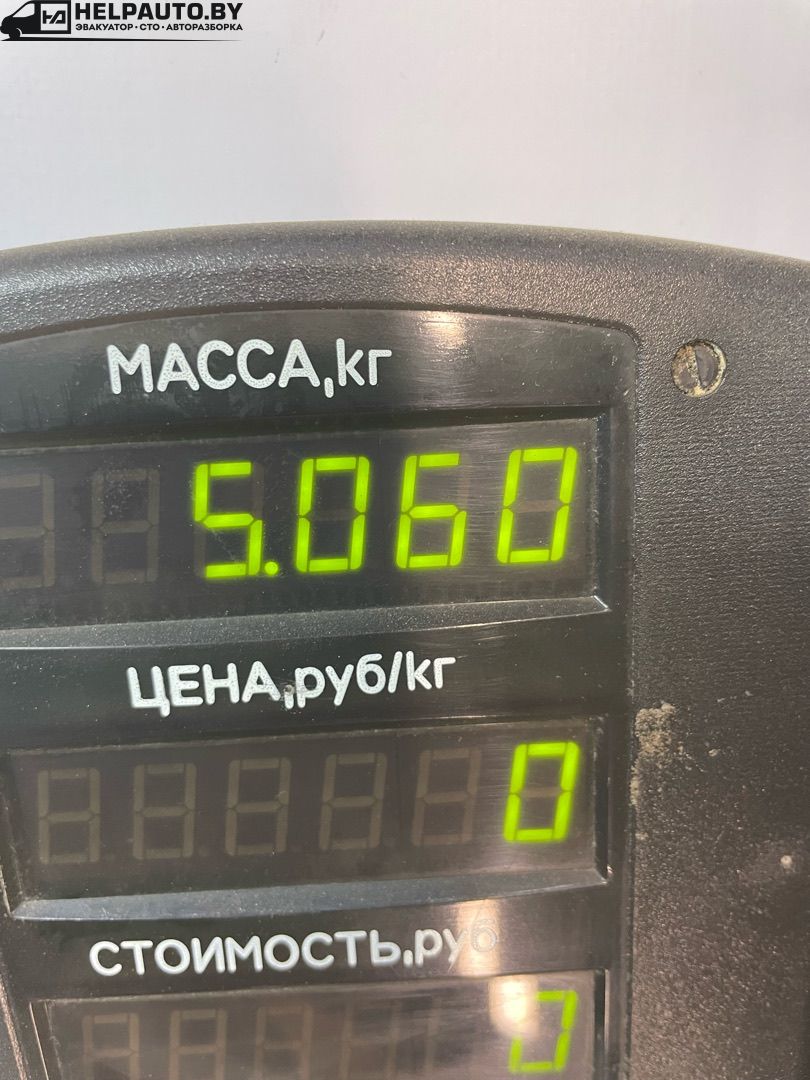 HELPAUTO.BY
ЭВАКУАТОР • СТО • АВТОРАЗБОРКА
МАССА,кг
5.060
ЦЕНА,руб/кг
0
СТОИМОСТЬ,руб
0